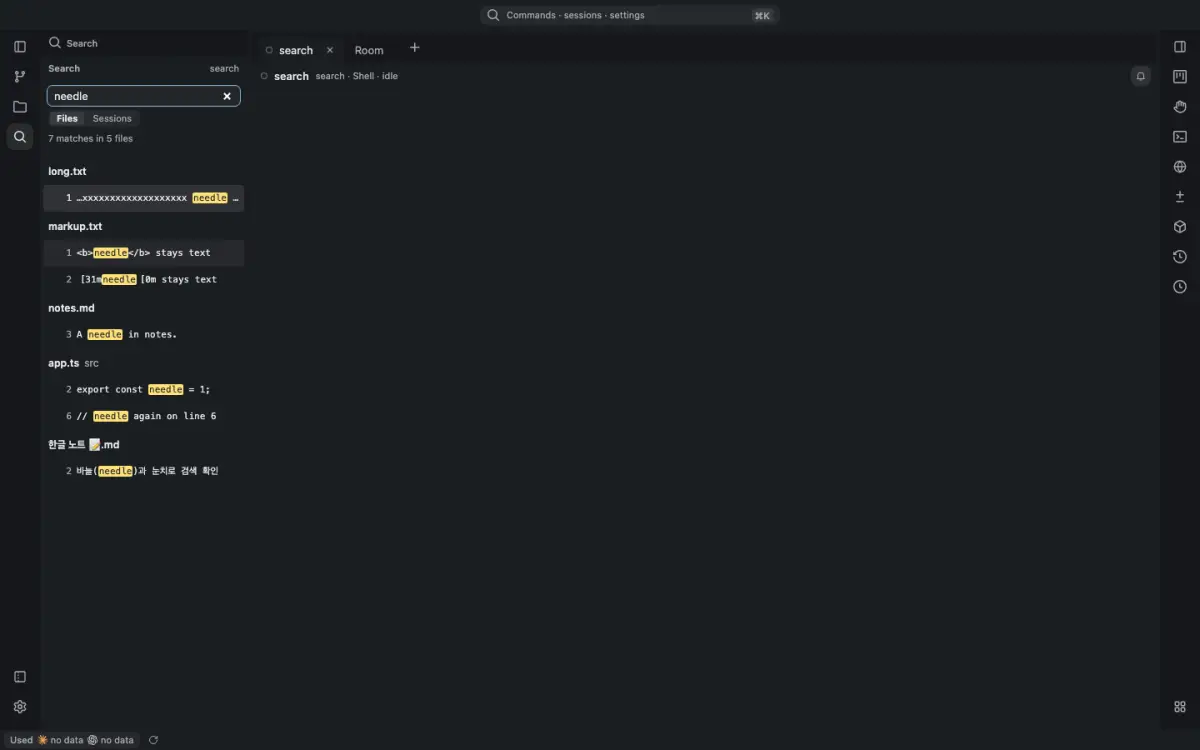 Commands · sessions · settings ⌘K
Search
Search search
needle
Files Sessions
7 matches in 5 files
long.txt
1 …xxxxxxxxxxxxxxxxxxx needle …
markup.txt
1 <b>needle</b> stays text
2 [31mneedle[0m stays text
notes.md
3 A needle in notes.
app.ts src
2 export const needle = 1;
6 // needle again on line 6
한글 노트 📝.md
2 바늘(needle)과 눈치로 검색 확인
search × Room +
search search · Shell · idle
Used no data no data